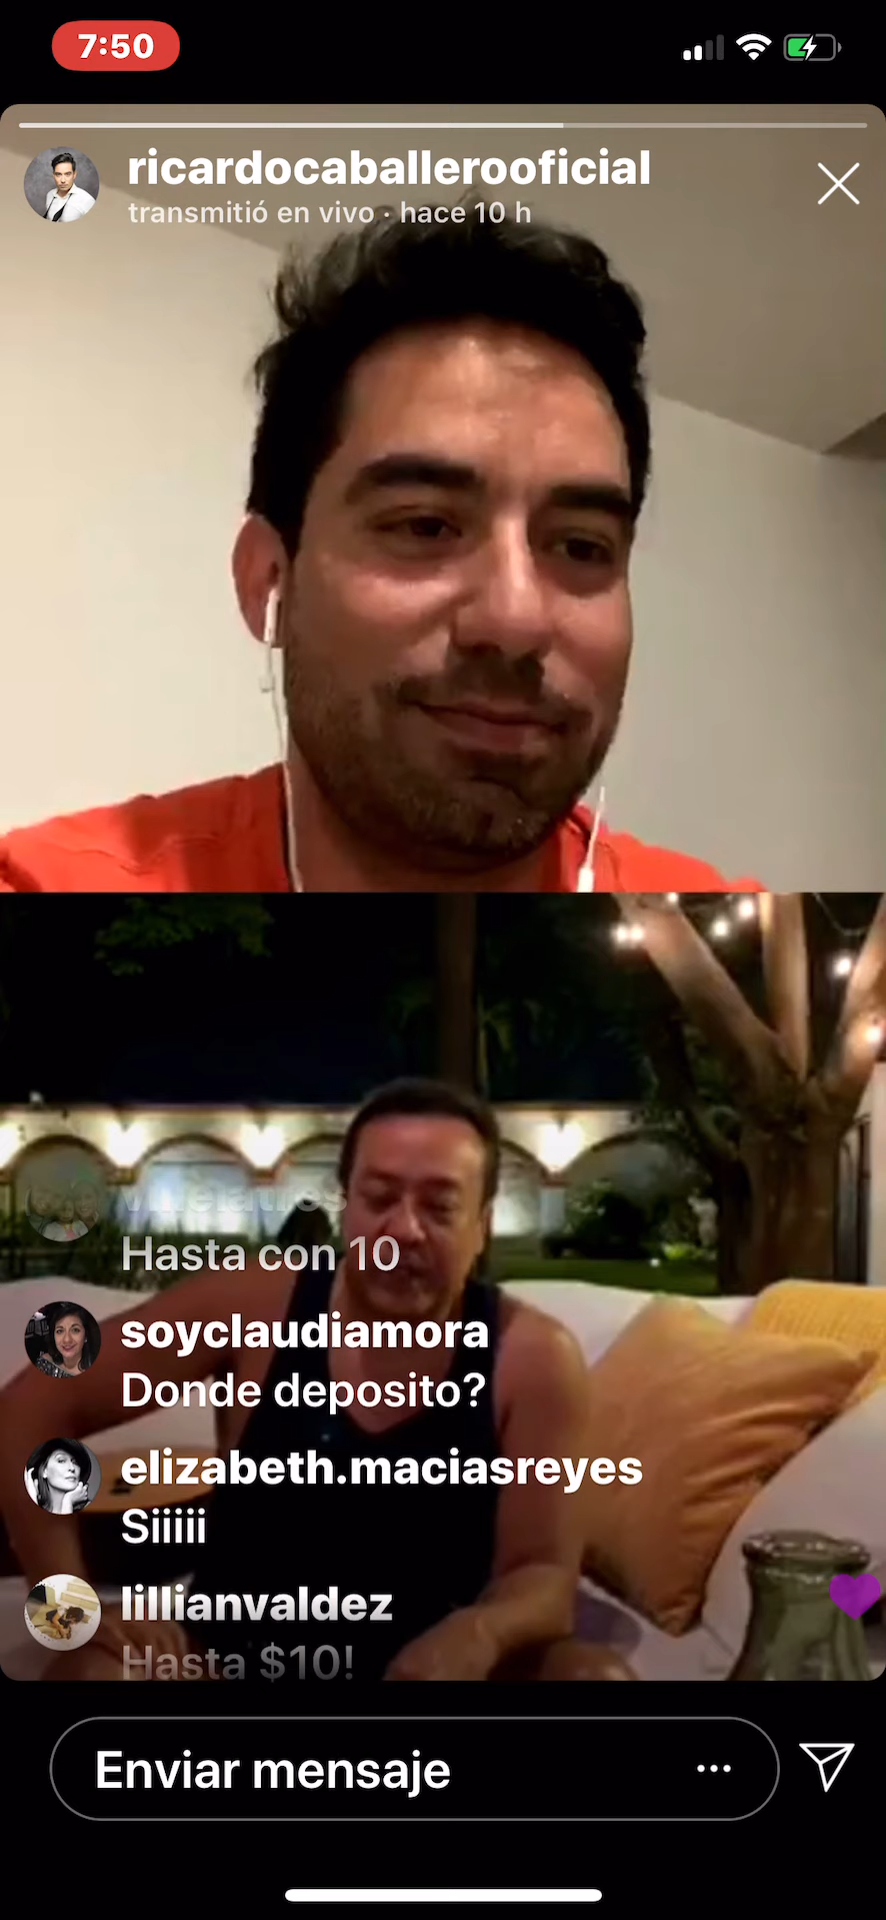 7:50
ricardocaballerooficial
transmitió en vivo · hace 10 h
Hasta con 10
soyclaudiamora
Donde deposito?
elizabeth.maciasreyes
Siiiii
lillianvaldez
Hasta $10!
Enviar mensaje